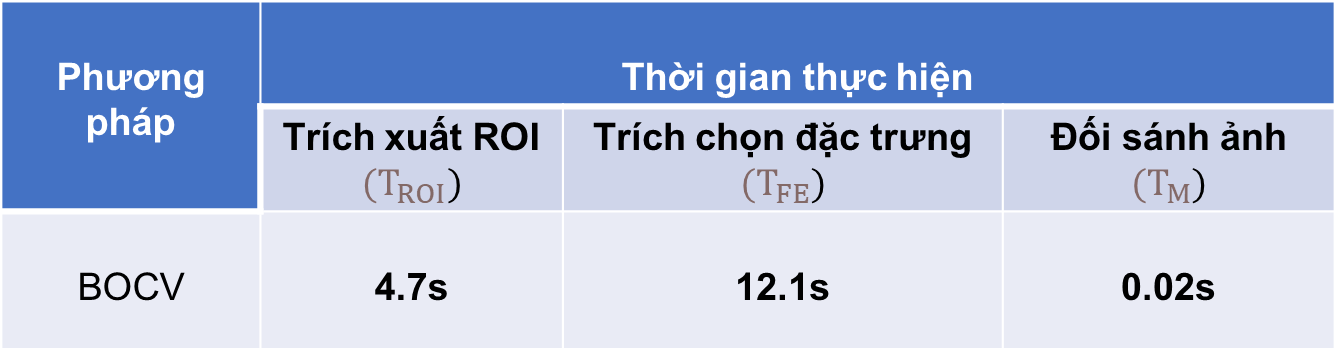 Phương
pháp
Thời gian thực hiện
Trích xuất ROI
(T_ROI)
Trích chọn đặc trưng
(T_FE)
Đối sánh ảnh
(T_M)
BOCV
4.7s
12.1s
0.02s